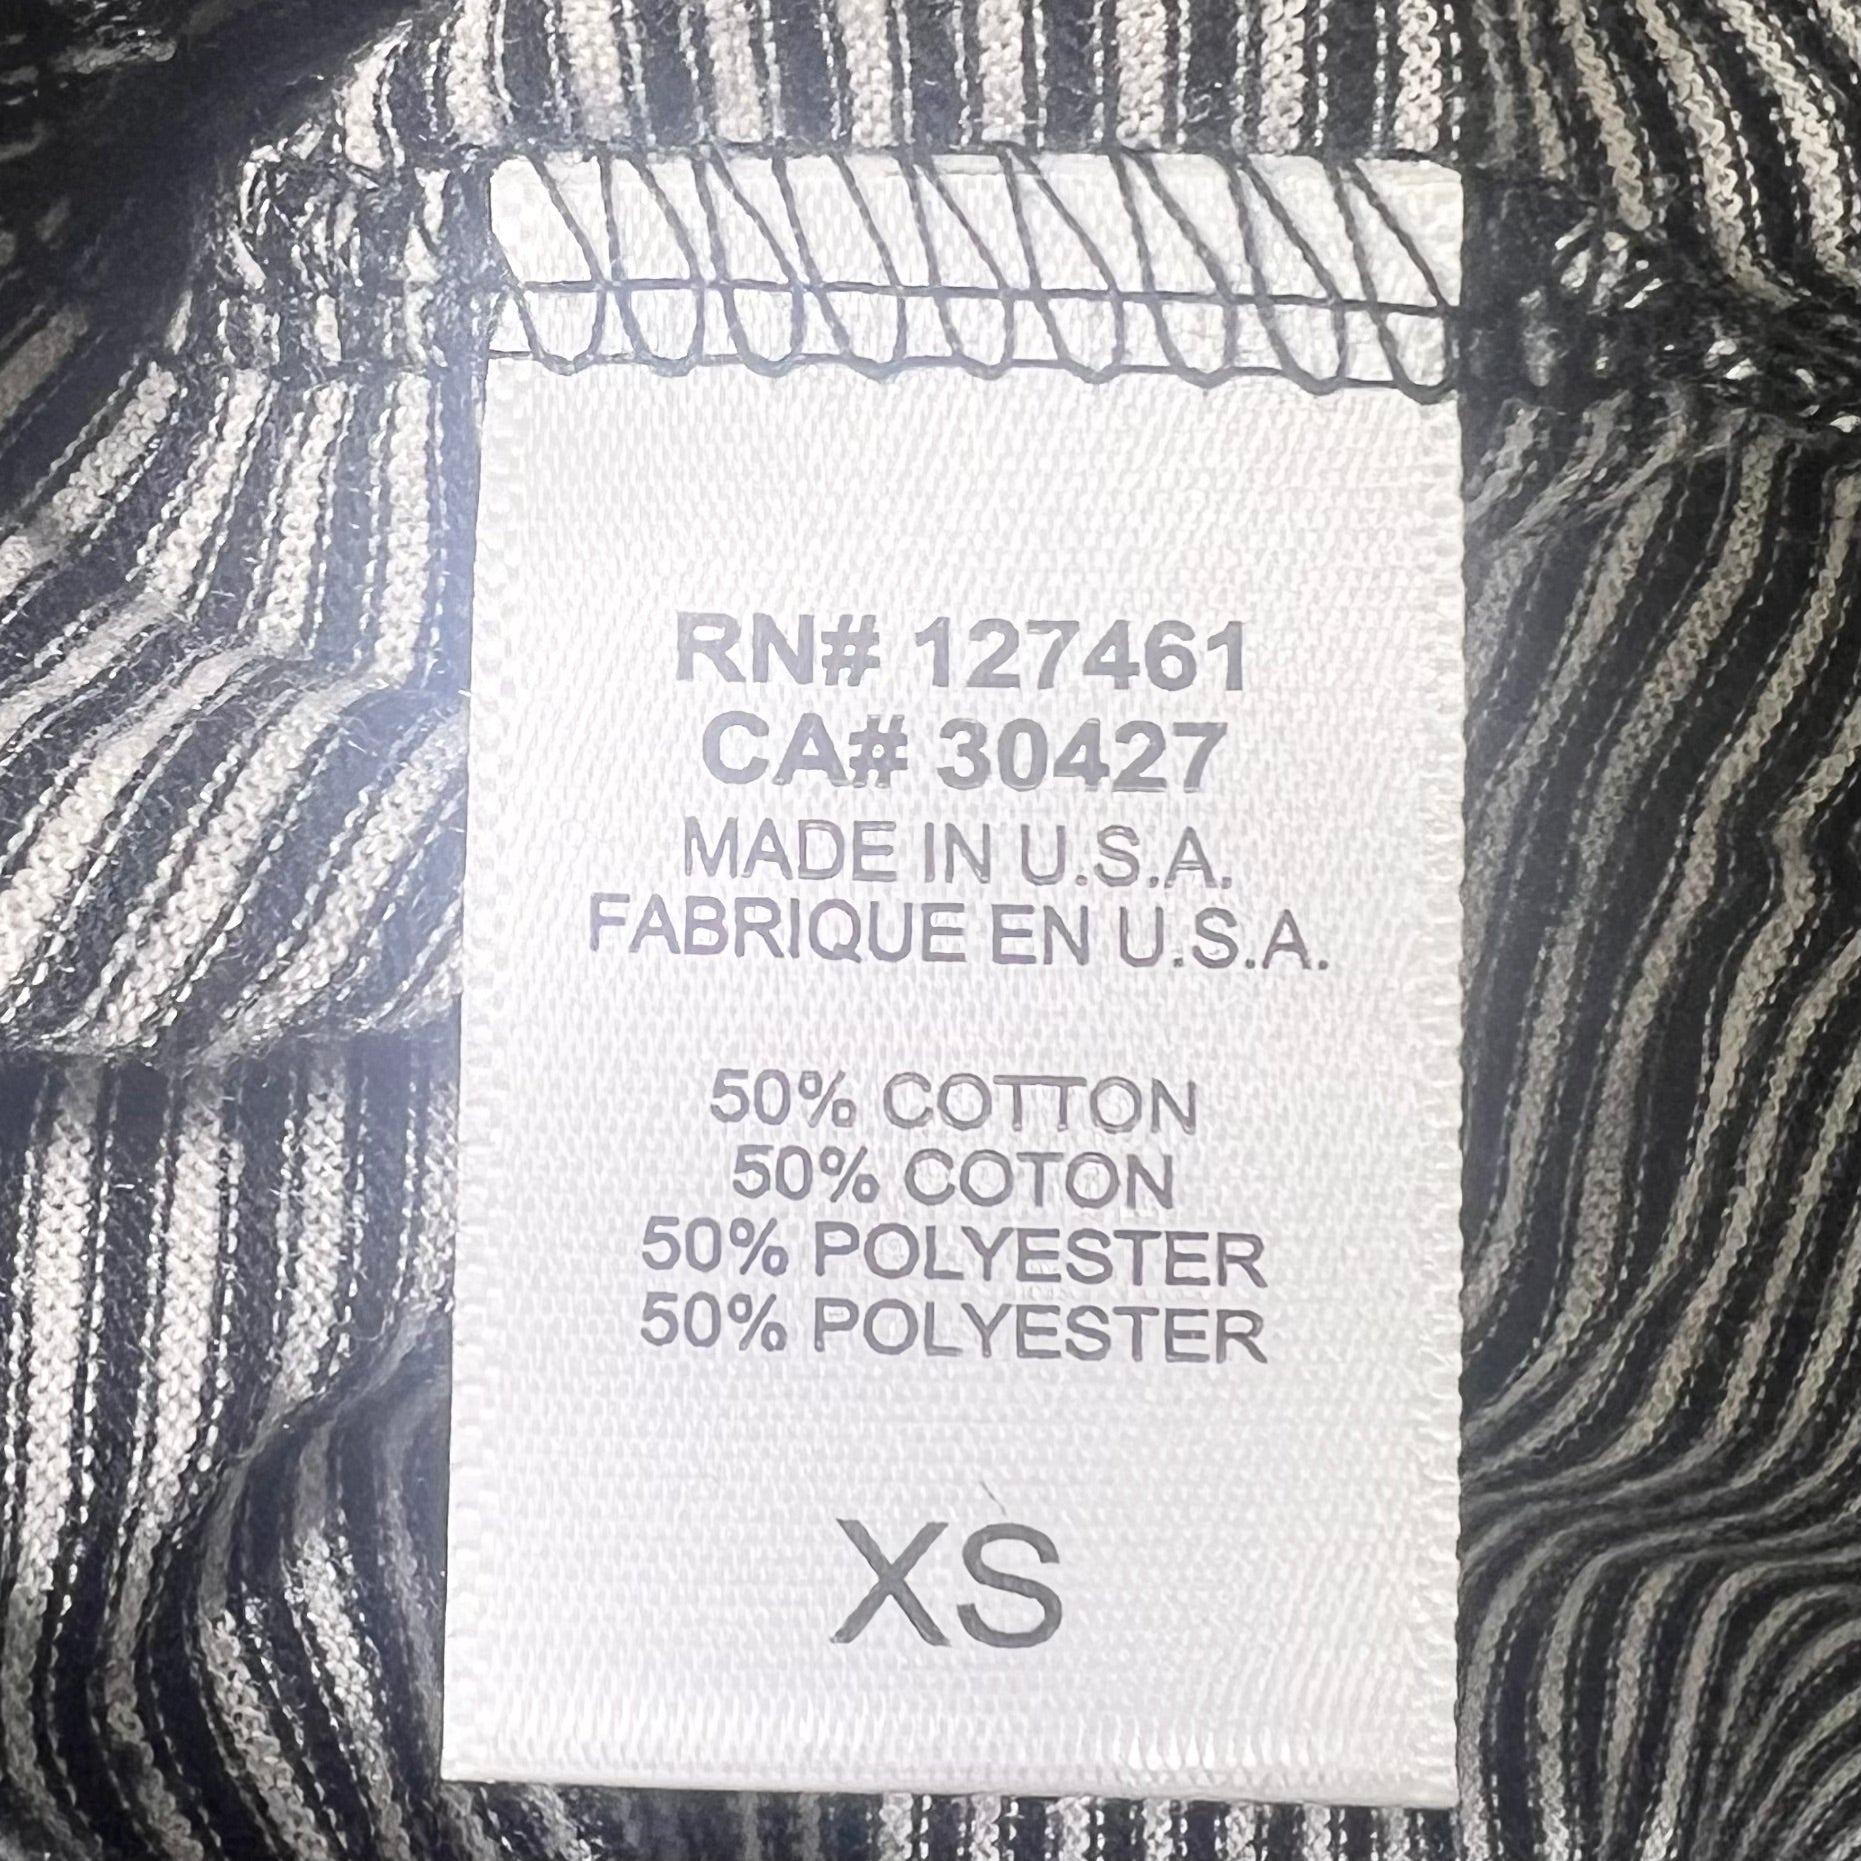 RN# 127461
CA# 30427
MADE IN U.S.A.
FABRIQUE EN U.S.A.
50% COTTON
50% COTON
50% POLYESTER
50% POLYESTER
XS